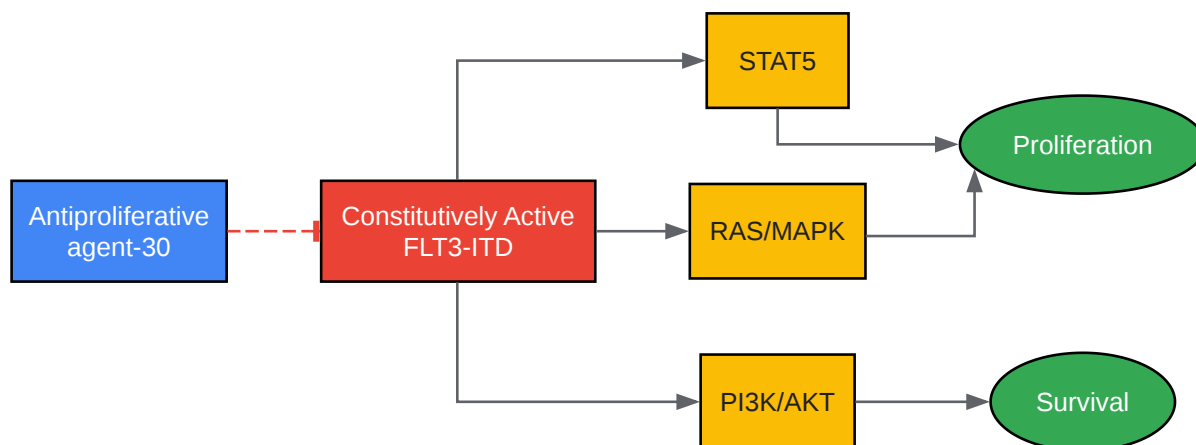 STAT5
Proliferation
Antiproliferative
agent-30
Constitutively Active
FLT3-ITD
RAS/MAPK
PI3K/AKT
Survival